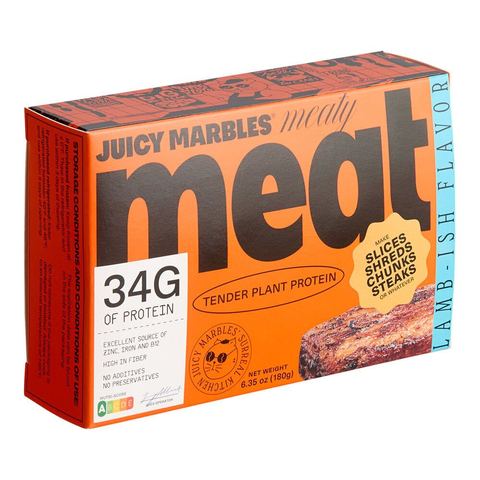 JUICY MARBLES® meaty
meat
LAMB-ISH FLAVOR
MAKE
SLICES
SHREDS
CHUNKS
STEAKS
OR WHATEVER
TENDER PLANT PROTEIN
34G
OF PROTEIN
EXCELLENT SOURCE OF
ZINC, IRON AND B12
HIGH IN FIBER
NO ADDITIVES
NO PRESERVATIVES
NUTRI-SCORE
A B C D E
JUICY MARBLES' SURREAL KITCHEN
NET WEIGHT
6.35 oz (180g)
STORAGE CONDITIONS AND CONDITIONS OF USE: